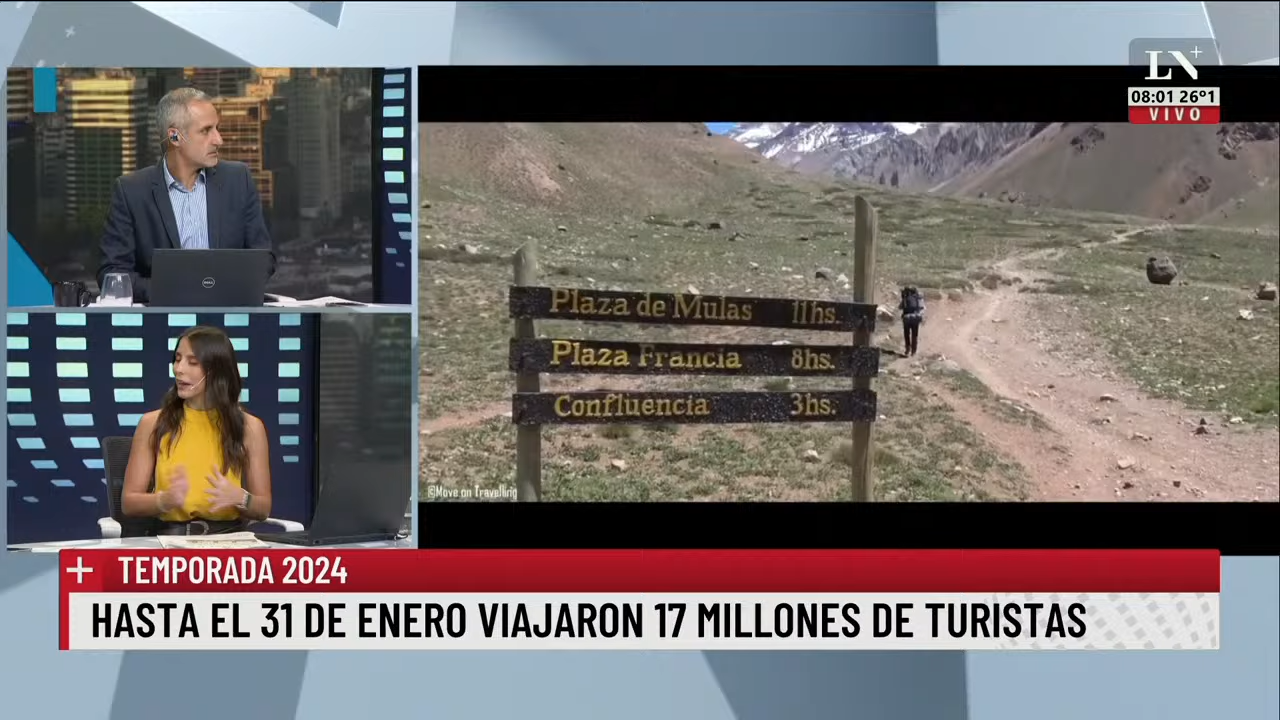 LN+
08:01 26°1
VIVO
Plaza de Mulas 11hs.
Plaza Francia 8hs.
Confluencia 3hs.
©Move on Travelling
DELL
+ TEMPORADA 2024
HASTA EL 31 DE ENERO VIAJARON 17 MILLONES DE TURISTAS